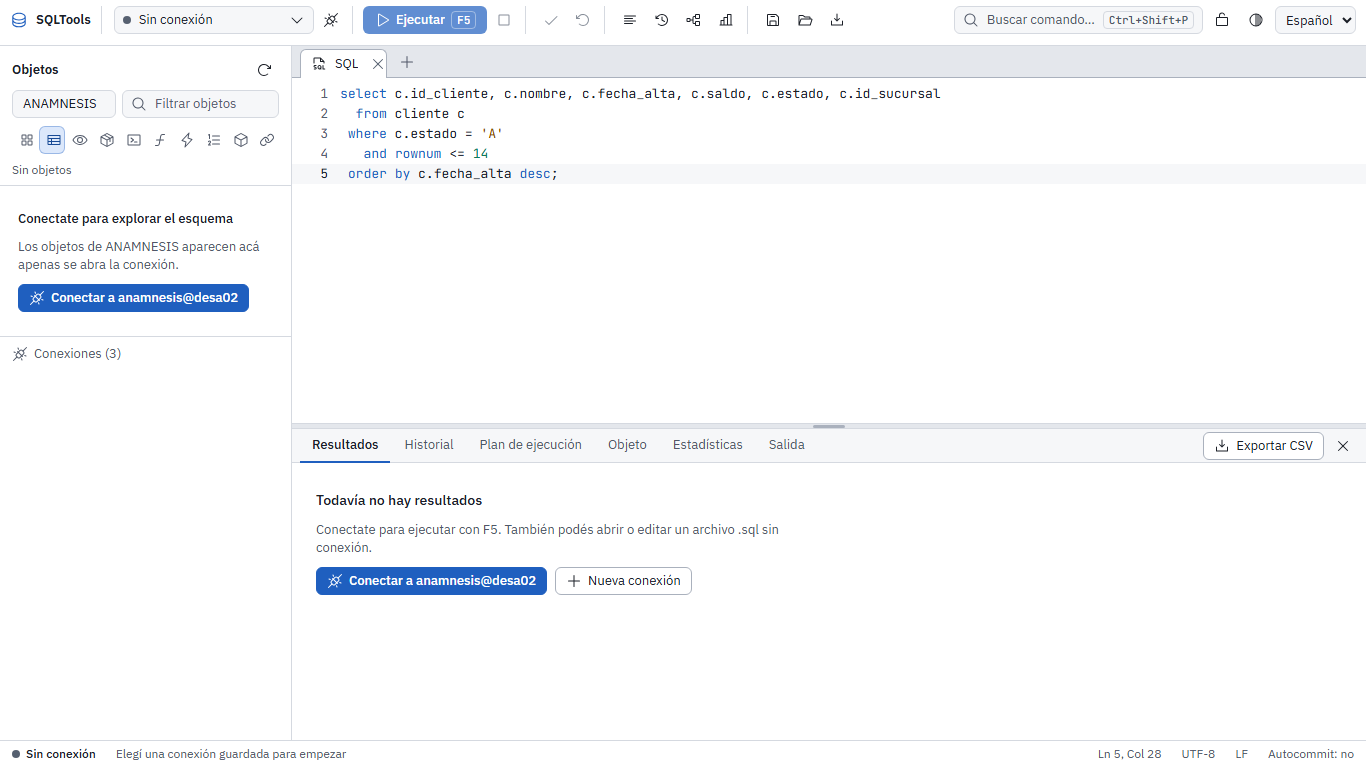 SQLTools
Sin conexión
Ejecutar F5
Buscar comando... Ctrl+Shift+P
Español
Objetos
ANAMNESIS
Filtrar objetos
Sin objetos
Conectate para explorar el esquema
Los objetos de ANAMNESIS aparecen acá
apenas se abra la conexión.
Conectar a anamnesis@desa02
Conexiones (3)
SQL
1 select c.id_cliente, c.nombre, c.fecha_alta, c.saldo, c.estado, c.id_sucursal
2 from cliente c
3 where c.estado = 'A'
4 and rownum <= 14
5 order by c.fecha_alta desc;
Resultados
Historial
Plan de ejecución
Objeto
Estadísticas
Salida
Exportar CSV
Todavía no hay resultados
Conectate para ejecutar con F5. También podés abrir o editar un archivo .sql sin
conexión.
Conectar a anamnesis@desa02
Nueva conexión
Sin conexión
Elegí una conexión guardada para empezar
Ln 5, Col 28
UTF-8
LF
Autocommit: no